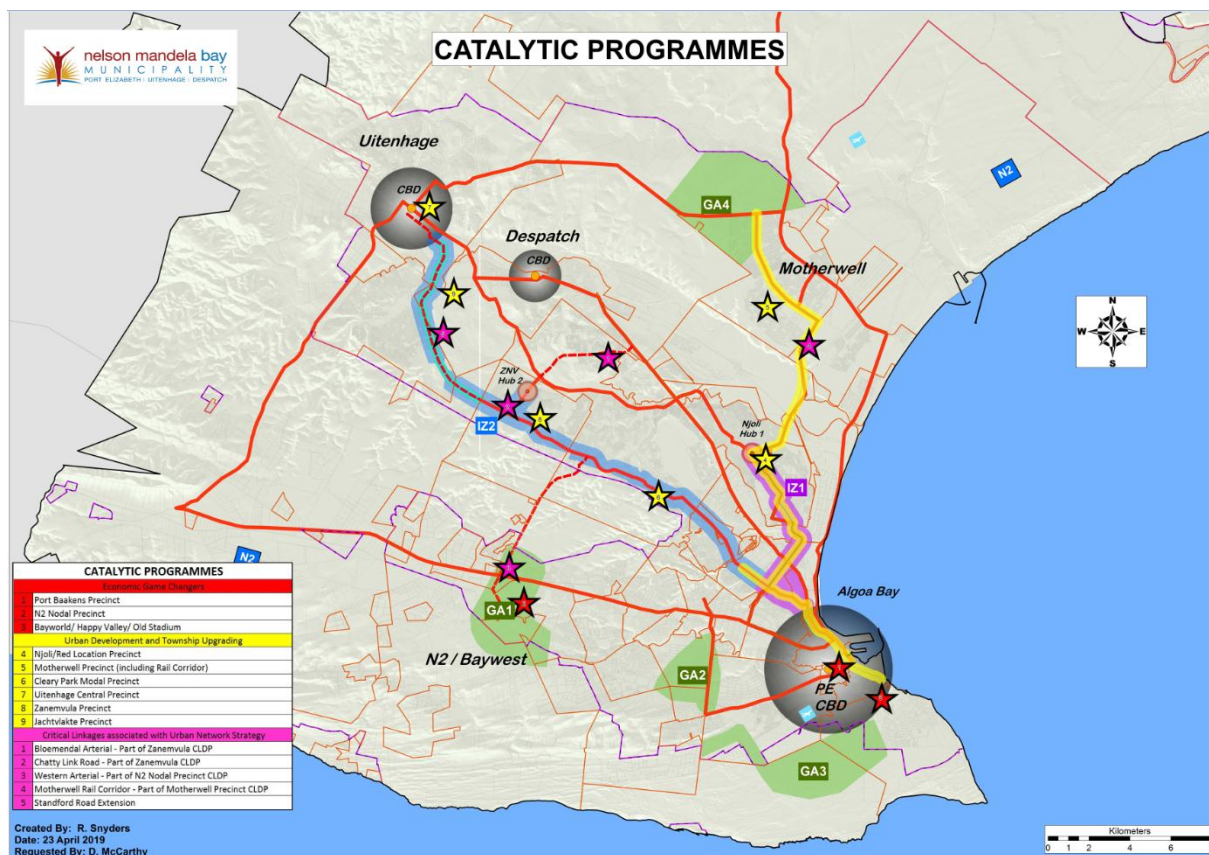 CATALYTIC PROGRAMMES
nelson mandela bay
MUNICIPALITY
PORT ELIZABETH | UITENHAGE | DESPATCH
Uitenhage
CBD
7
Despatch
CBD
GA4
N2
Motherwell
5
N
W E
S
9
ZNV
Hub 2
8
IZ2
Njoli
Hub 1
4
IZ1
6
N2
GA1
N2 / Baywest
GA2
Algoa Bay
PE
CBD
GA3
CATALYTIC PROGRAMMES
Economic Game Changers
1 Port Baakens Precinct
2 N2 Nodal Precinct
3 Bayworld/ Happy Valley/ Old Stadium
Urban Development and Township Upgrading
4 Njoli/Red Location Precinct
5 Motherwell Precinct (including Rail Corridor)
6 Cleary Park Modal Precinct
7 Uitenhage Central Precinct
8 Zanemvula Precinct
9 Jachtvlakte Precinct
Critical Linkages associated with Urban Network Strategy
1 Bloemendal Arterial - Part of Zanemvula CLDP
2 Chatty Link Road - Part of Zanemvula CLDP
3 Western Arterial - Part of N2 Nodal Precinct CLDP
4 Motherwell Rail Corridor - Part of Motherwell Precinct CLDP
5 Standford Road Extension
Created By: R. Snyders
Date: 23 April 2019
Requested By: D. McCarthy
Kilometers
0 1 2 4 6